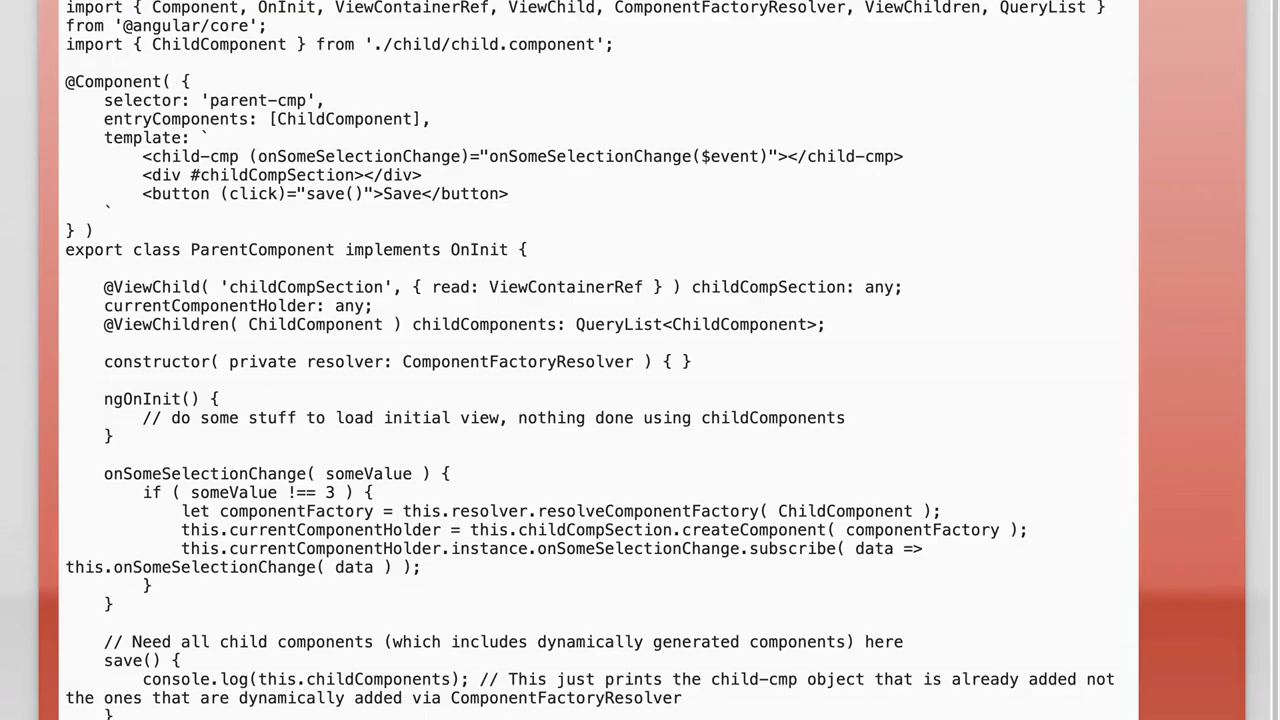 import { Component, OnInit, ViewContainerRef, ViewChild, ComponentFactoryResolver, ViewChildren, QueryList }
from '@angular/core';
import { ChildComponent } from './child/child.component';
@Component( {
selector: 'parent-cmp',
entryComponents: [ChildComponent],
template: `
<child-cmp (onSomeSelectionChange)="onSomeSelectionChange($event)"></child-cmp>
<div #childCompSection></div>
<button (click)="save()">Save</button>
`
} )
export class ParentComponent implements OnInit {
@ViewChild( 'childCompSection', { read: ViewContainerRef } ) childCompSection: any;
currentComponentHolder: any;
@ViewChildren( ChildComponent ) childComponents: QueryList<ChildComponent>;
constructor( private resolver: ComponentFactoryResolver ) { }
ngOnInit() {
// do some stuff to load initial view, nothing done using childComponents
}
onSomeSelectionChange( someValue ) {
if ( someValue !== 3 ) {
let componentFactory = this.resolver.resolveComponentFactory( ChildComponent );
this.currentComponentHolder = this.childCompSection.createComponent( componentFactory );
this.currentComponentHolder.instance.onSomeSelectionChange.subscribe( data =>
this.onSomeSelectionChange( data ) );
}
}
// Need all child components (which includes dynamically generated components) here
save() {
console.log(this.childComponents); // This just prints the child-cmp object that is already added not
the ones that are dynamically added via ComponentFactoryResolver
}